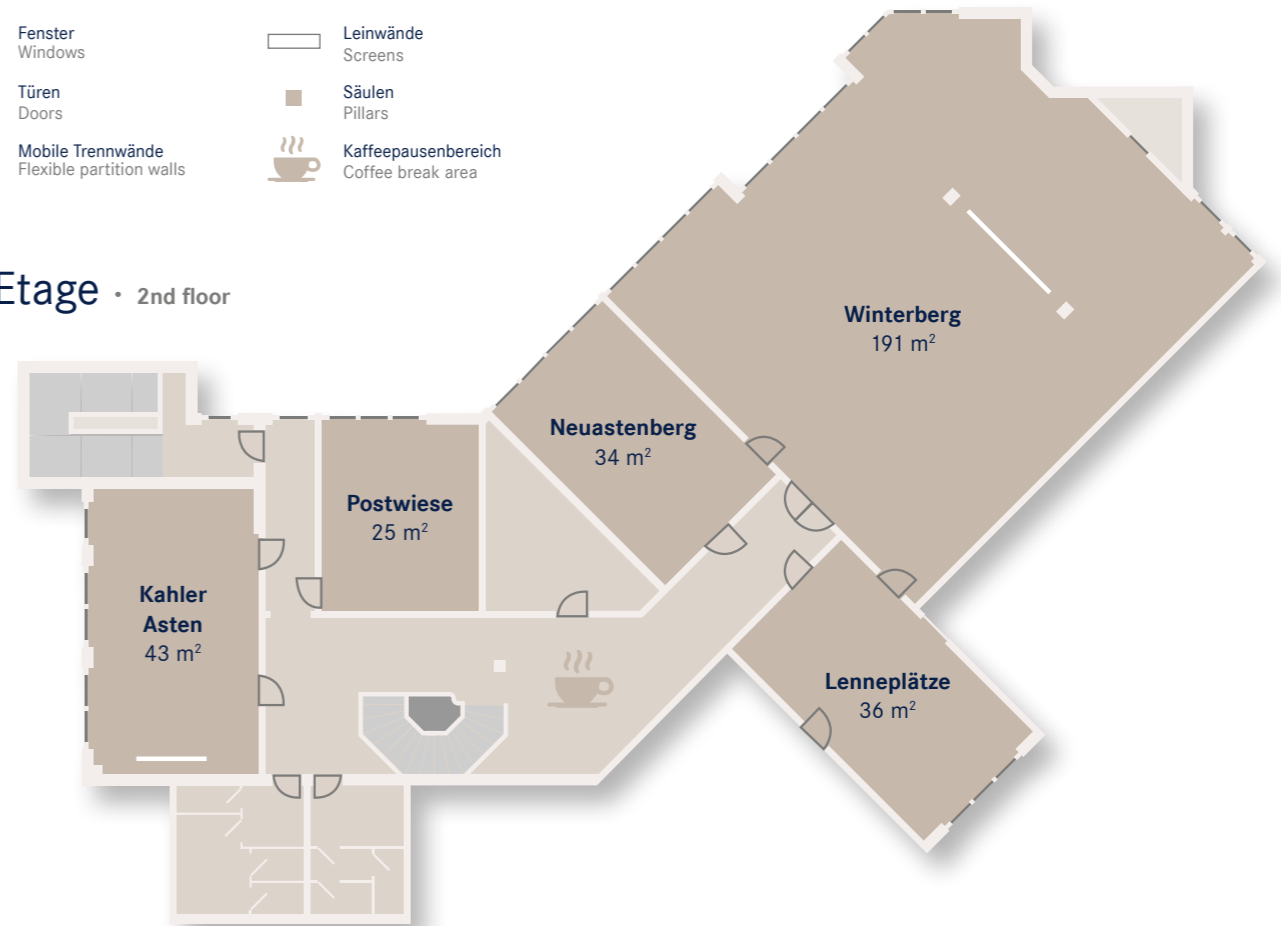 Fenster
Windows
Türen
Doors
Mobile Trennwände
Flexible partition walls
Leinwände
Screens
Säulen
Pillars
Kaffeepausenbereich
Coffee break area
Etage · 2nd floor
Winterberg
191 m²
Neuastenberg
34 m²
Postwiese
25 m²
Kahler
Asten
43 m²
Lenneplätze
36 m²